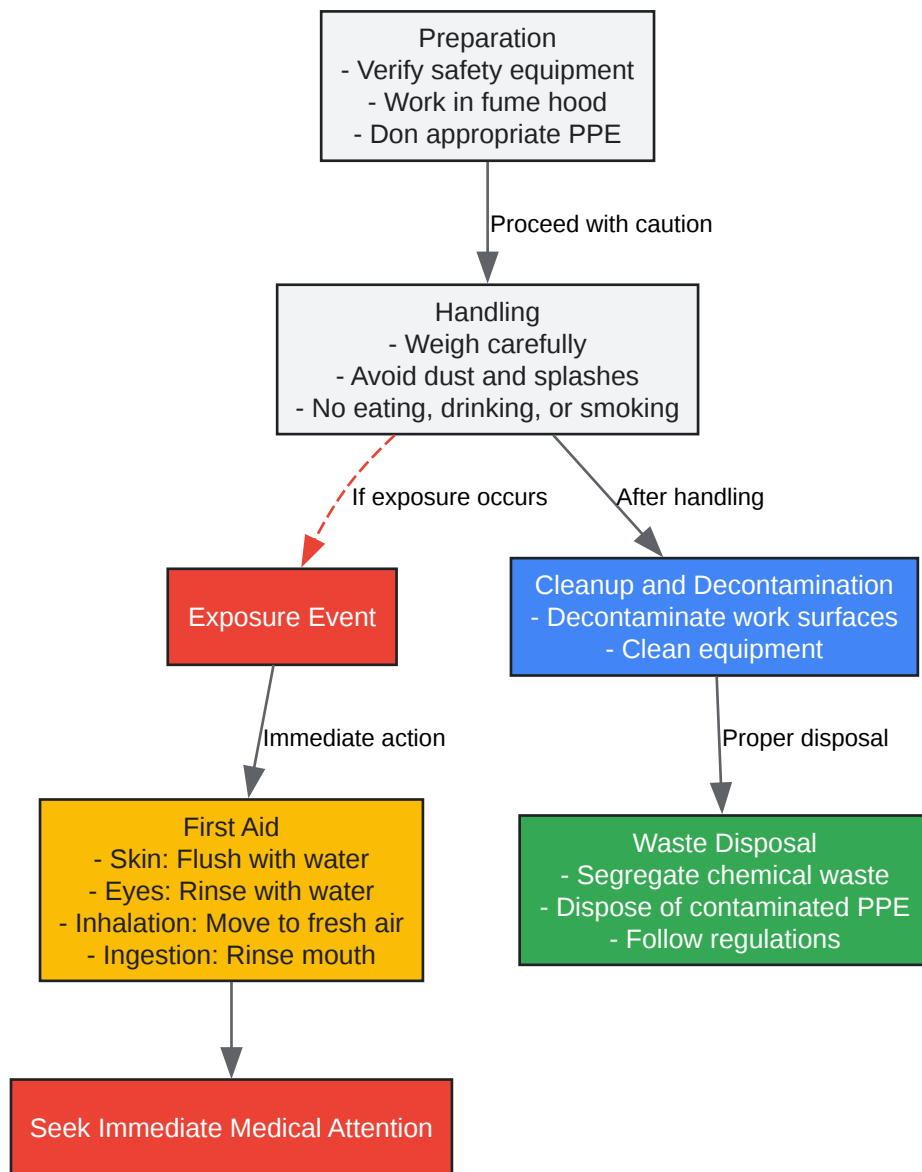 Preparation
- Verify safety equipment
- Work in fume hood
- Don appropriate PPE
Proceed with caution
Handling
- Weigh carefully
- Avoid dust and splashes
- No eating, drinking, or smoking
If exposure occurs
After handling
Exposure Event
Cleanup and Decontamination
- Decontaminate work surfaces
- Clean equipment
Immediate action
Proper disposal
First Aid
- Skin: Flush with water
- Eyes: Rinse with water
- Inhalation: Move to fresh air
- Ingestion: Rinse mouth
Waste Disposal
- Segregate chemical waste
- Dispose of contaminated PPE
- Follow regulations
Seek Immediate Medical Attention